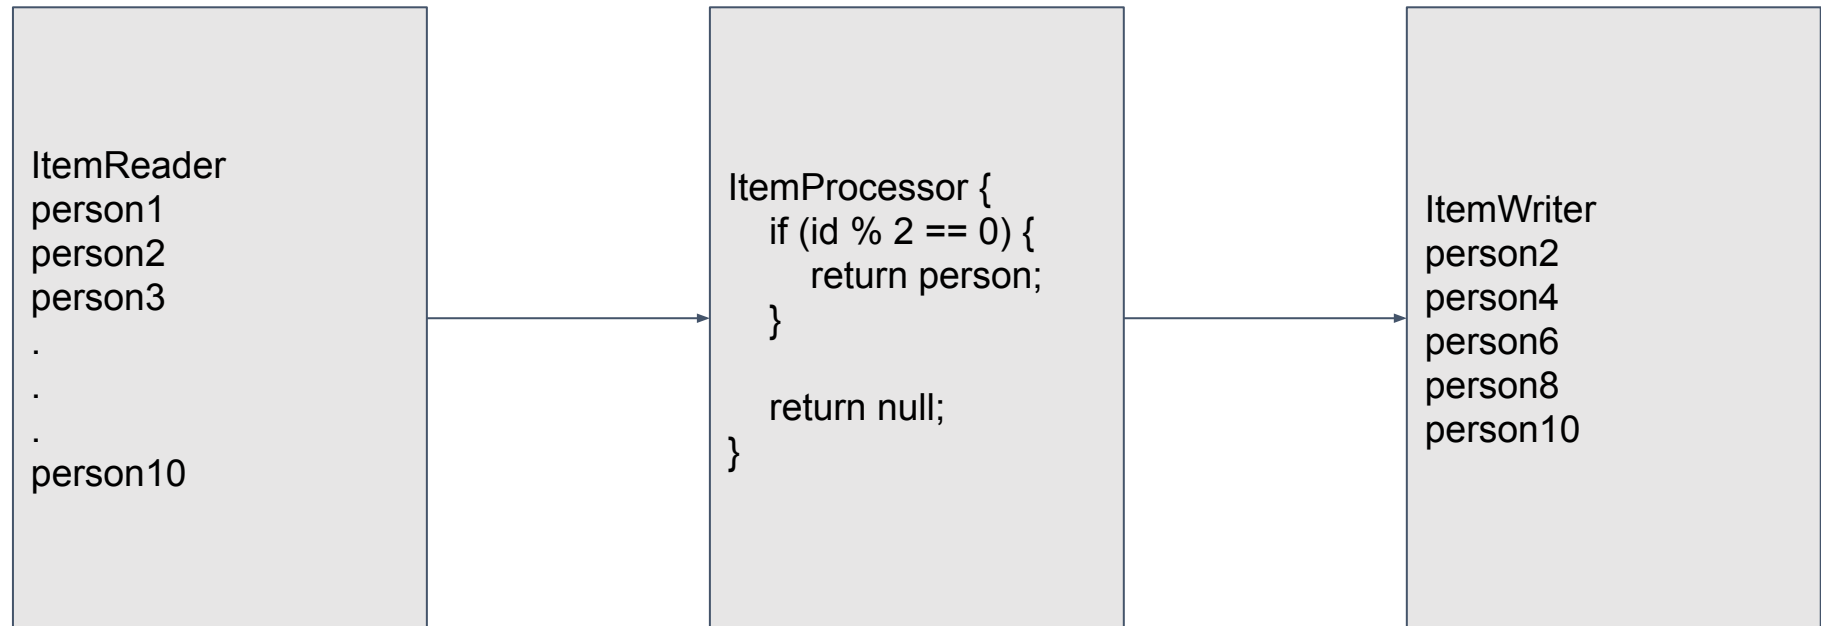 ItemReader
person1
person2
person3
.
.
.
person10
ItemProcessor {
if (id % 2 == 0) {
return person;
}
return null;
}
ItemWriter
person2
person4
person6
person8
person10